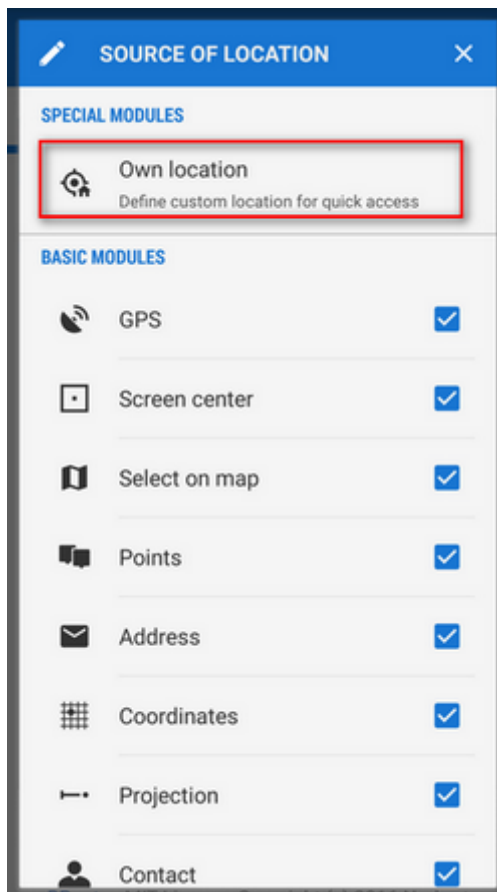 SOURCE OF LOCATION
SPECIAL MODULES
Own location
Define custom location for quick access
BASIC MODULES
GPS
Screen center
Select on map
Points
Address
Coordinates
Projection
Contact